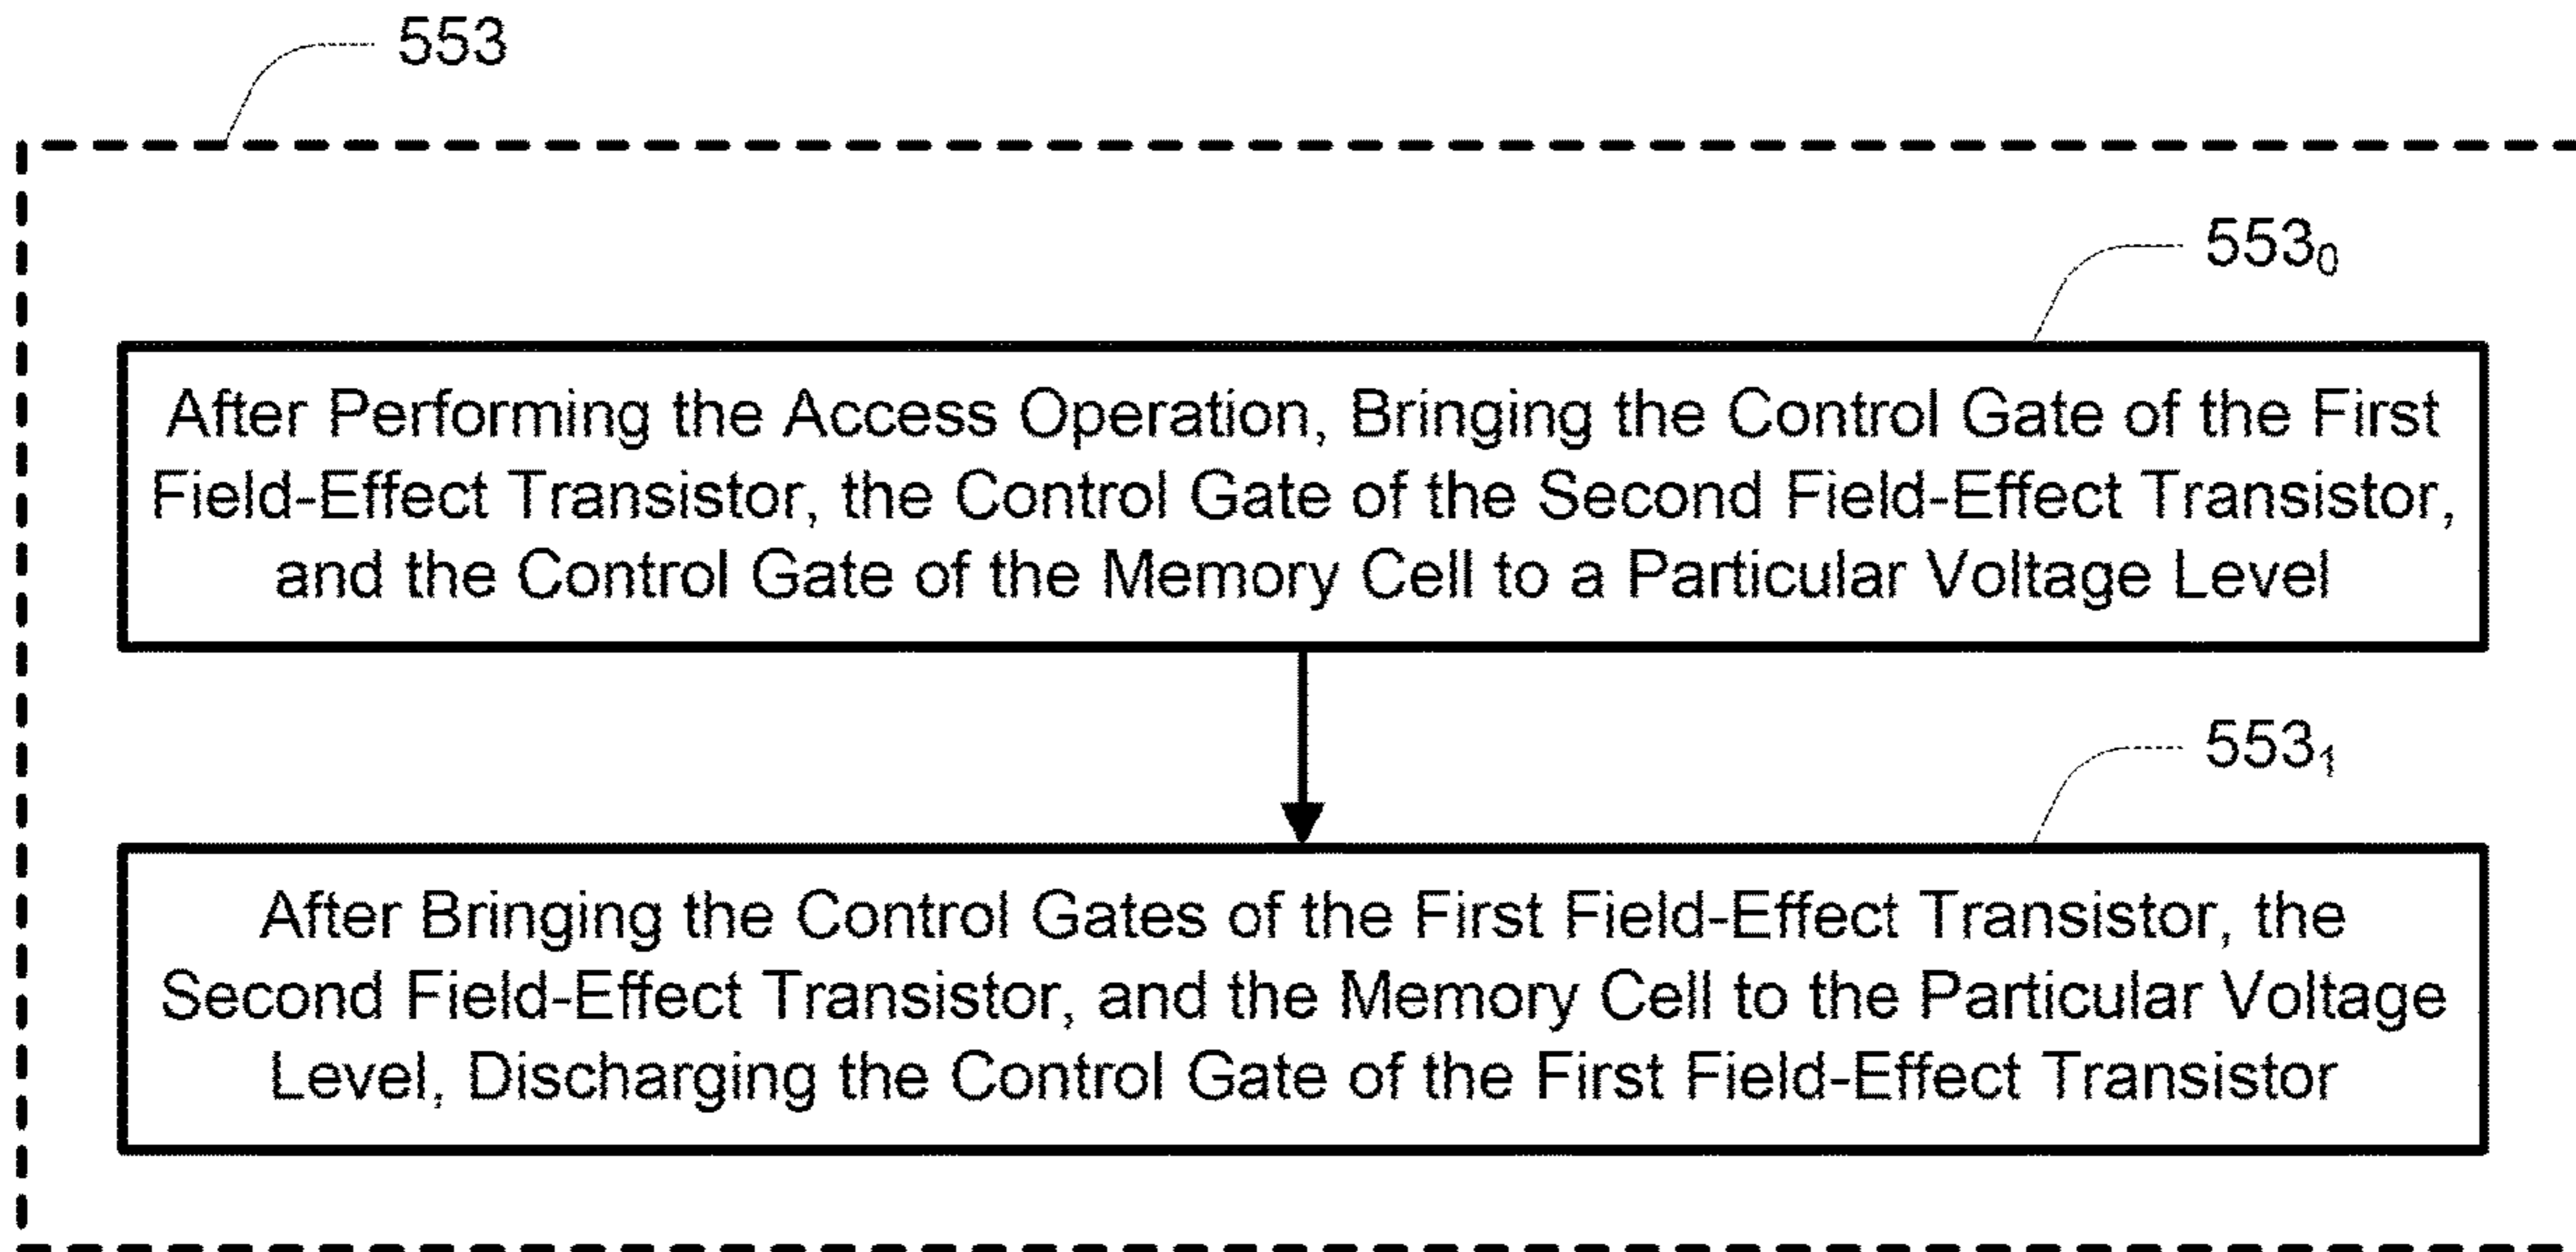 553
553₀
After Performing the Access Operation, Bringing the Control Gate of the First
Field-Effect Transistor, the Control Gate of the Second Field-Effect Transistor,
and the Control Gate of the Memory Cell to a Particular Voltage Level
553₁
After Bringing the Control Gates of the First Field-Effect Transistor, the
Second Field-Effect Transistor, and the Memory Cell to the Particular Voltage
Level, Discharging the Control Gate of the First Field-Effect Transistor